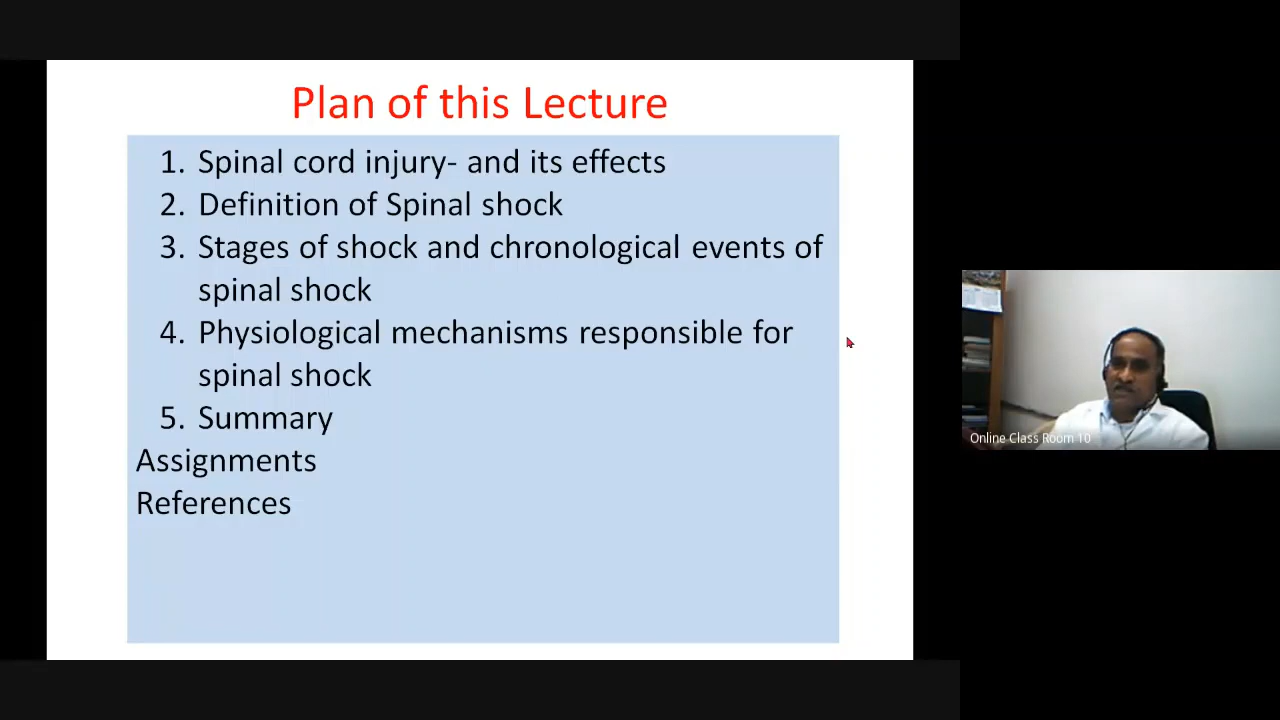 Plan of this Lecture
1. Spinal cord injury- and its effects
2. Definition of Spinal shock
3. Stages of shock and chronological events of
spinal shock
4. Physiological mechanisms responsible for
spinal shock
5. Summary
Assignments
References
Online Class Room 10